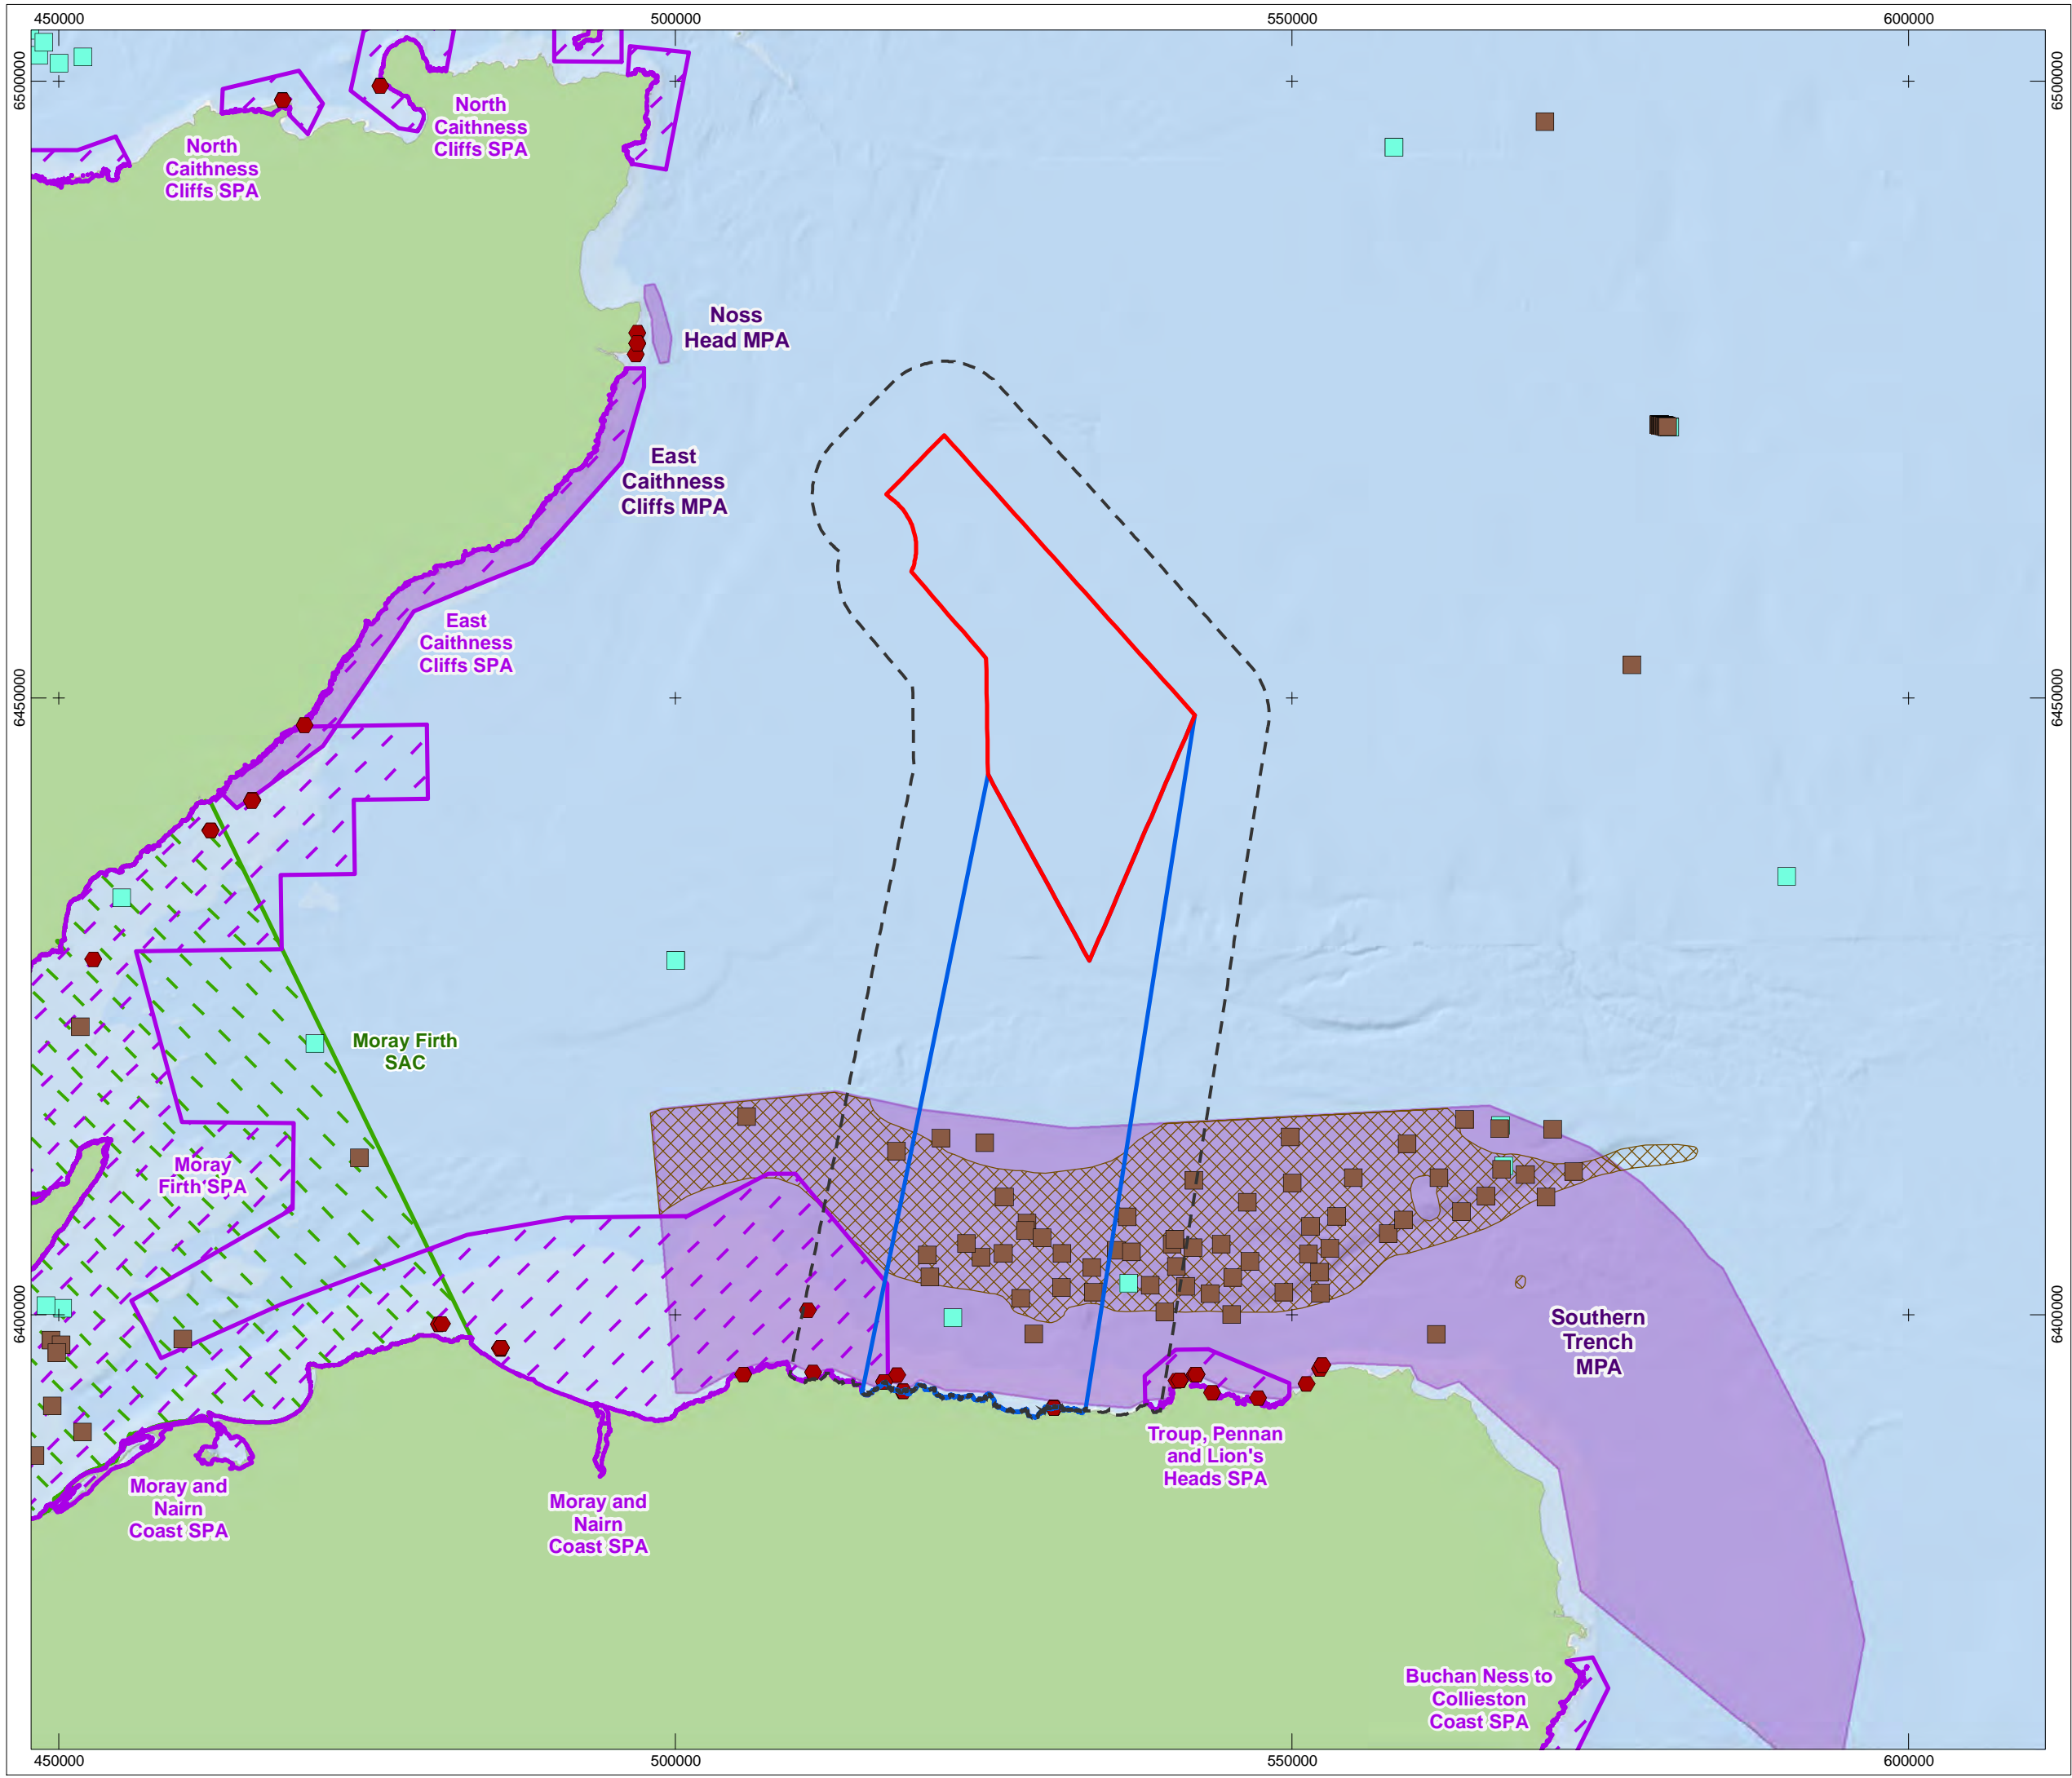 450000
500000
550000
600000
6500000
6500000
North
Caithness
Cliffs SPA
North
Caithness
Cliffs SPA
Noss
Head MPA
East
Caithness
Cliffs MPA
East
Caithness
Cliffs SPA
6450000
6450000
Moray Firth
SAC
Moray
Firth SPA
6400000
6400000
Southern
Trench
MPA
Troup, Pennan
and Lion's
Heads SPA
Moray and
Nairn
Coast SPA
Moray and
Nairn
Coast SPA
Buchan Ness to
Collieston
Coast SPA
450000
500000
550000
600000